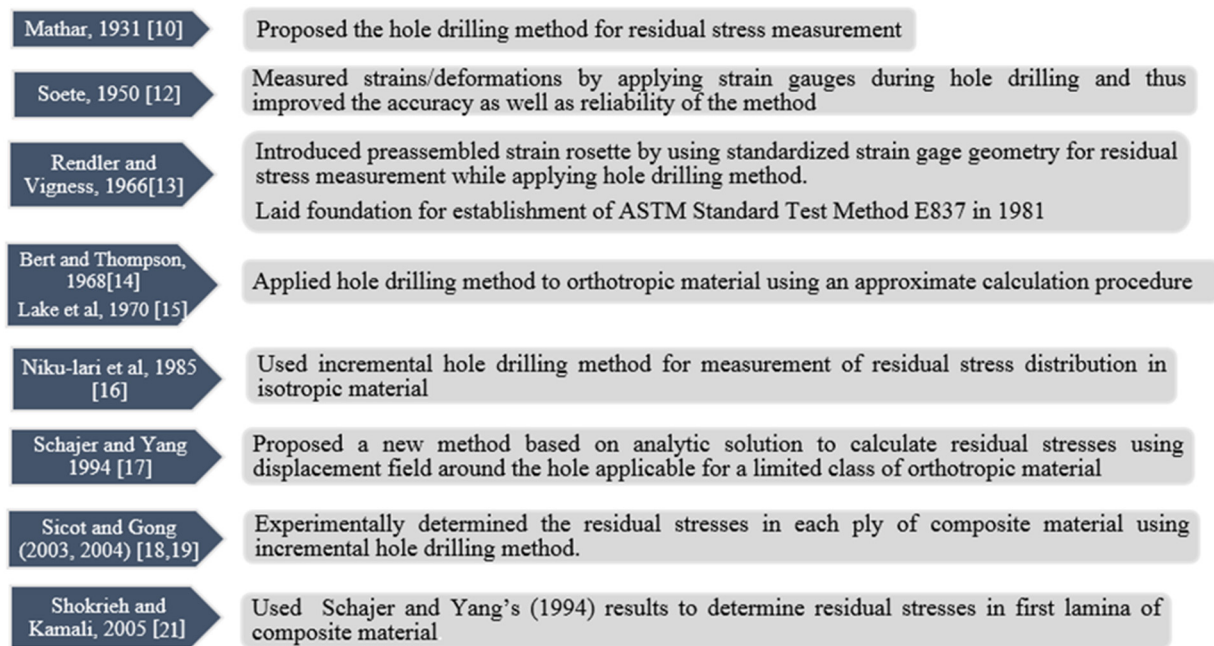 Mathar, 1931 [10]
Proposed the hole drilling method for residual stress measurement
Soete, 1950 [12]
Measured strains/deformations by applying strain gauges during hole drilling and thus
improved the accuracy as well as reliability of the method
Rendler and
Vigness, 1966[13]
Introduced preassembled strain rosette by using standardized strain gage geometry for residual
stress measurement while applying hole drilling method.
Laid foundation for establishment of ASTM Standard Test Method E837 in 1981
Bert and Thompson,
1968[14]
Lake et al, 1970 [15]
Applied hole drilling method to orthotropic material using an approximate calculation procedure
Niku-lari et al, 1985
[16]
Used incremental hole drilling method for measurement of residual stress distribution in
isotropic material
Schajer and Yang
1994 [17]
Proposed a new method based on analytic solution to calculate residual stresses using
displacement field around the hole applicable for a limited class of orthotropic material
Sicot and Gong
(2003, 2004) [18,19]
Experimentally determined the residual stresses in each ply of composite material using
incremental hole drilling method.
Shokrieh and
Kamali, 2005 [21]
Used Schajer and Yang's (1994) results to determine residual stresses in first lamina of
composite material.